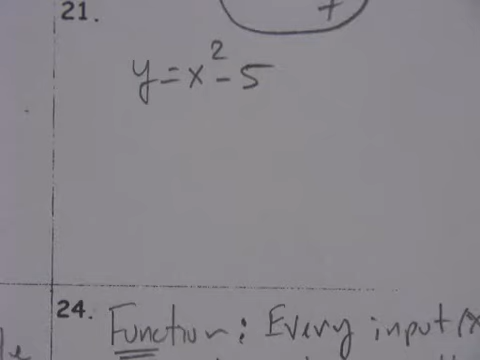 21.
y = x² - 5
24. Function: Every input (x